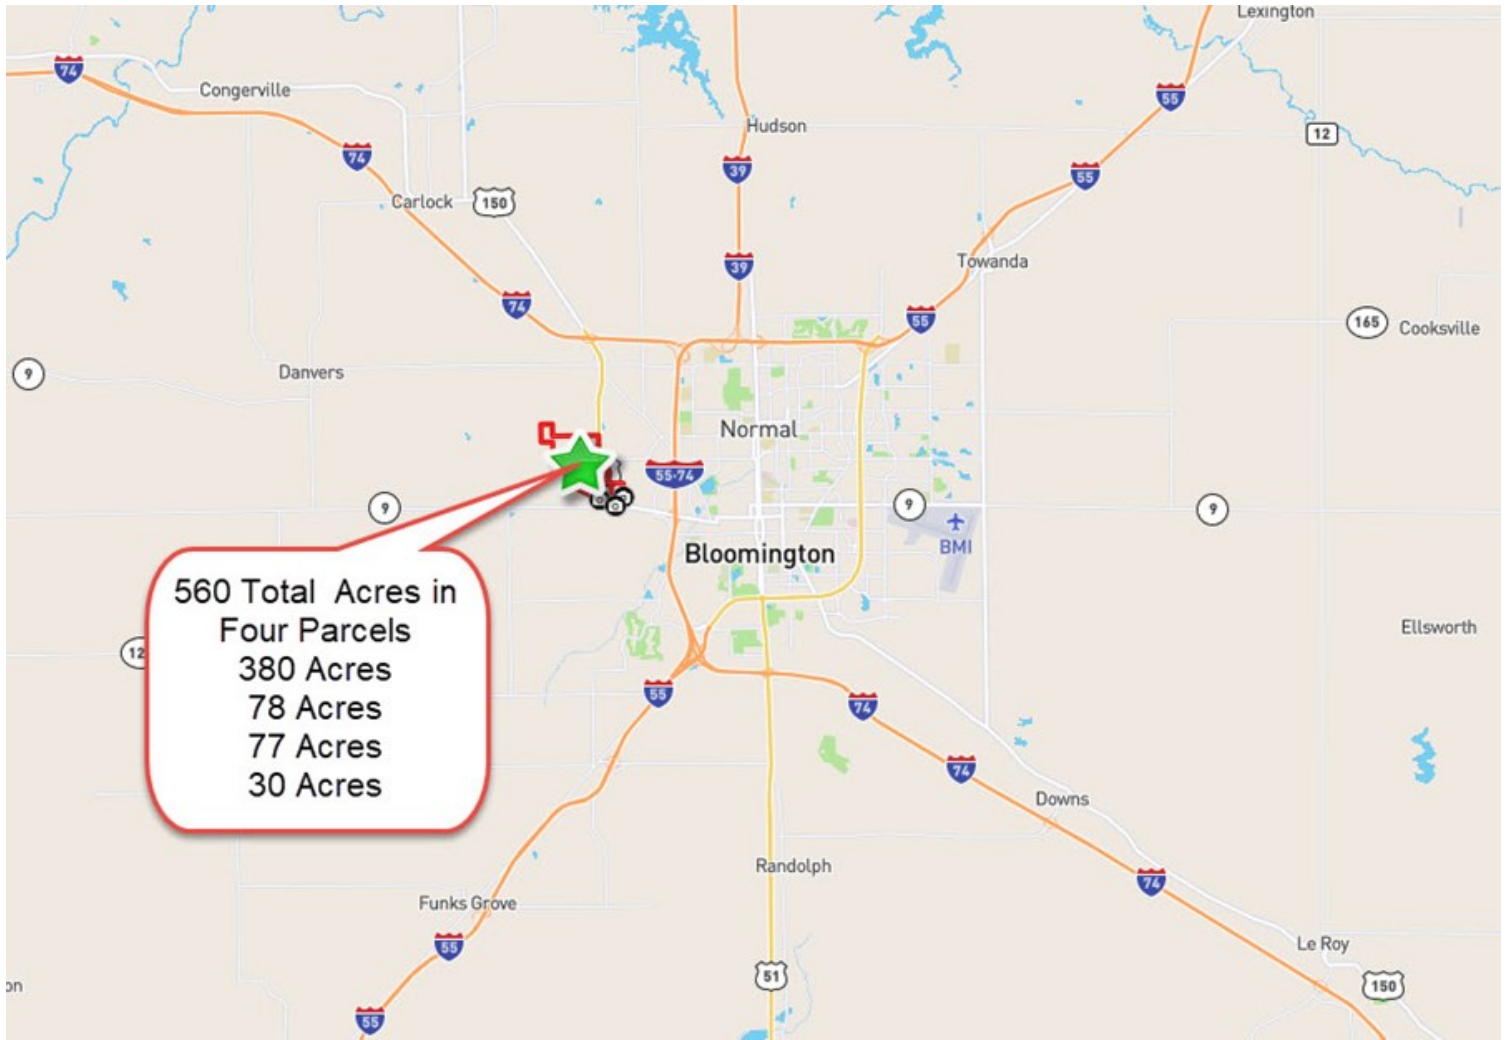 Lexington
74
Congerville
55
Hudson
12
74
39
55
Carlock
150
39
Towanda
74
55
165
Cooksville
9
Danvers
Normal
55-74
9
9
9
BMI
Bloomington
560 Total Acres in
Four Parcels
380 Acres
78 Acres
77 Acres
30 Acres
Ellsworth
12
55
74
74
Downs
Randolph
74
Funks Grove
55
Le Roy
51
150
on
55